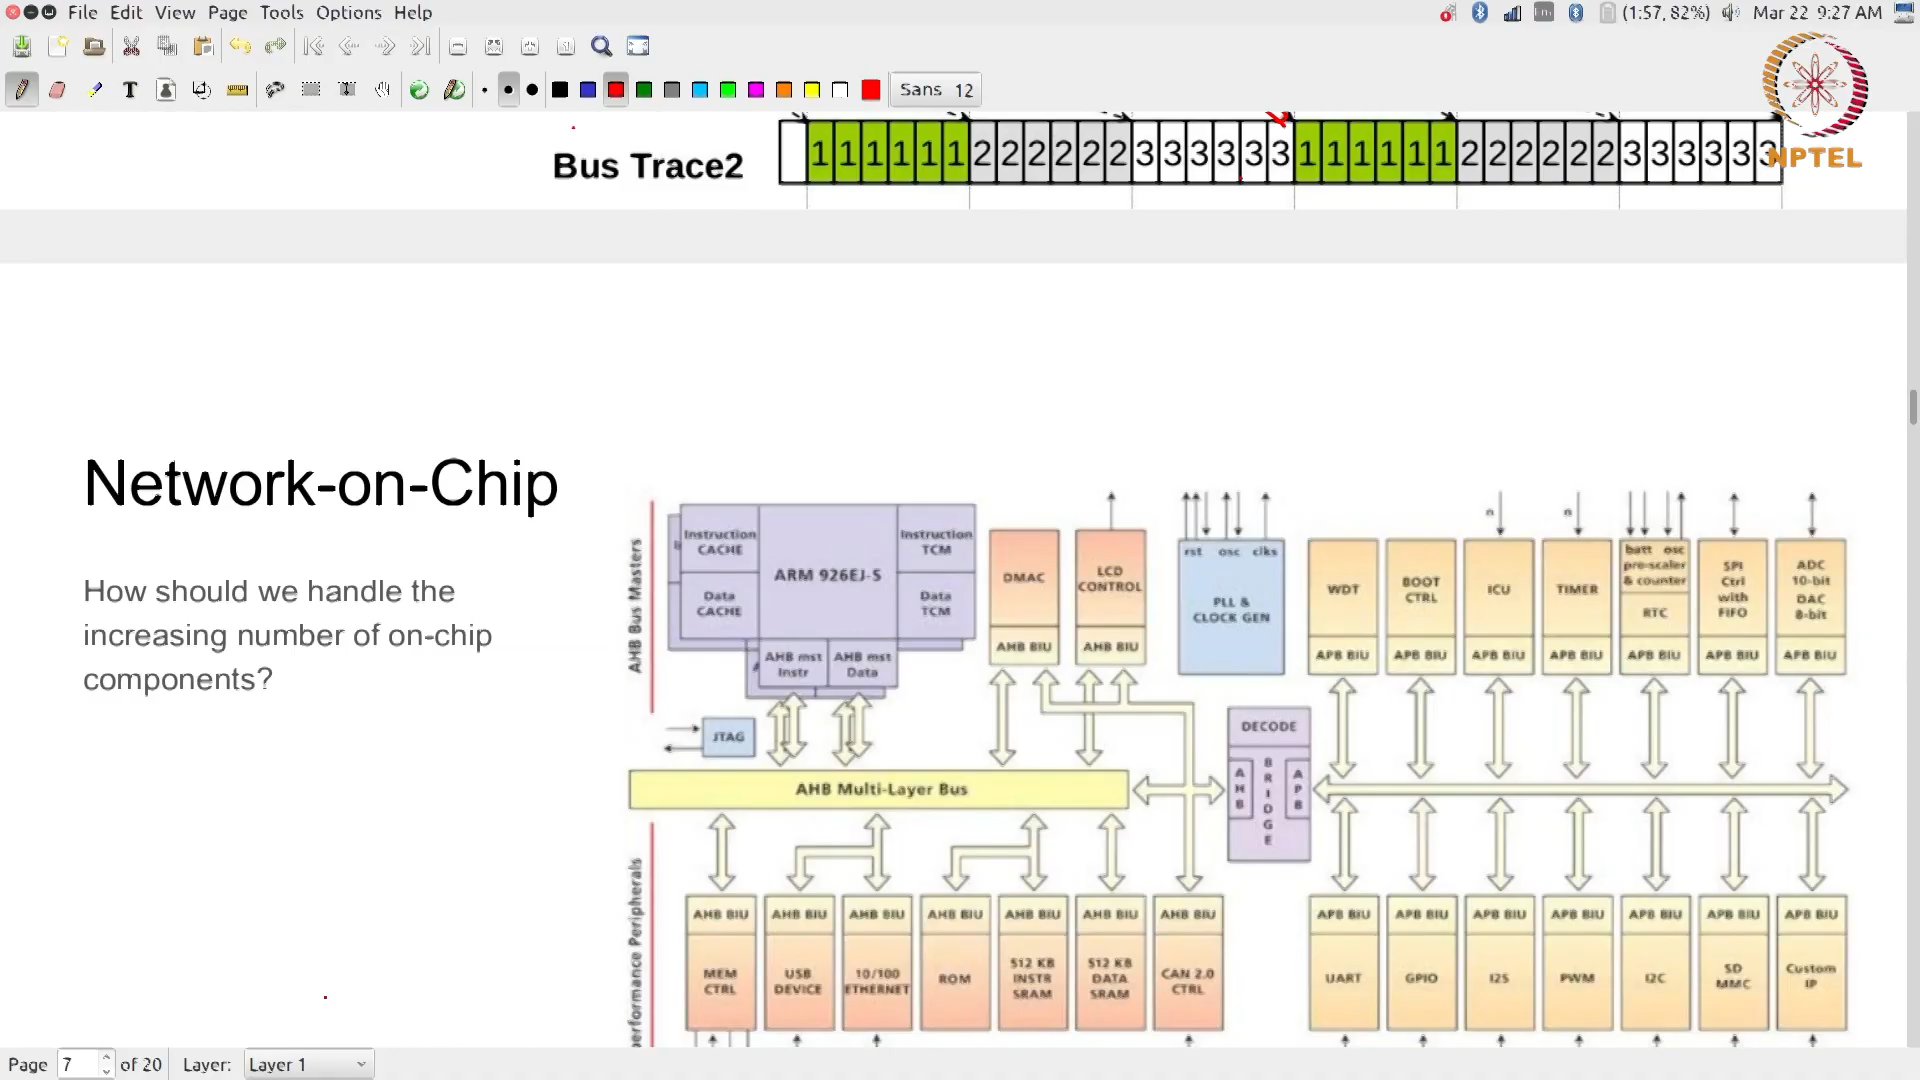 File Edit View Page Tools Options Help
(1:57, 82%) Mar 22 9:27 AM
Sans 12
NPTEL
Bus Trace2
1 1 1 1 1 1 2 2 2 2 2 2 3 3 3 3 3 3 1 1 1 1 1 1 2 2 2 2 2 2 3 3 3 3 3 3
Network-on-Chip
How should we handle the
increasing number of on-chip
components?
AHB Bus Masters
Instruction
CACHE
Data
CACHE
ARM 926EJ-S
Instruction
TCM
Data
TCM
AHB mst
Instr
AHB mst
Data
DMAC
AHB BIU
LCD
CONTROL
AHB BIU
rst osc clks
PLL &
CLOCK GEN
WDT
APB BIU
BOOT
CTRL
APB BIU
n
ICU
APB BIU
n
TIMER
APB BIU
batt osc
pre-scaler
& counter
RTC
APB BIU
SPI
Ctrl
with
FIFO
APB BIU
ADC
10-bit
DAC
8-bit
APB BIU
JTAG
AHB Multi-Layer Bus
DECODE
AHB
BRIDGE
APB
performance Peripherals
AHB BIU
MEM
CTRL
AHB BIU
USB
DEVICE
AHB BIU
10/100
ETHERNET
AHB BIU
ROM
AHB BIU
512 KB
INSTR
SRAM
AHB BIU
512 KB
DATA
SRAM
AHB BIU
CAN 2.0
CTRL
APB BIU
UART
APB BIU
GPIO
APB BIU
I2S
APB BIU
PWM
APB BIU
I2C
APB BIU
SD
MMC
APB BIU
Custom
IP
Page 7 of 20 Layer: Layer 1